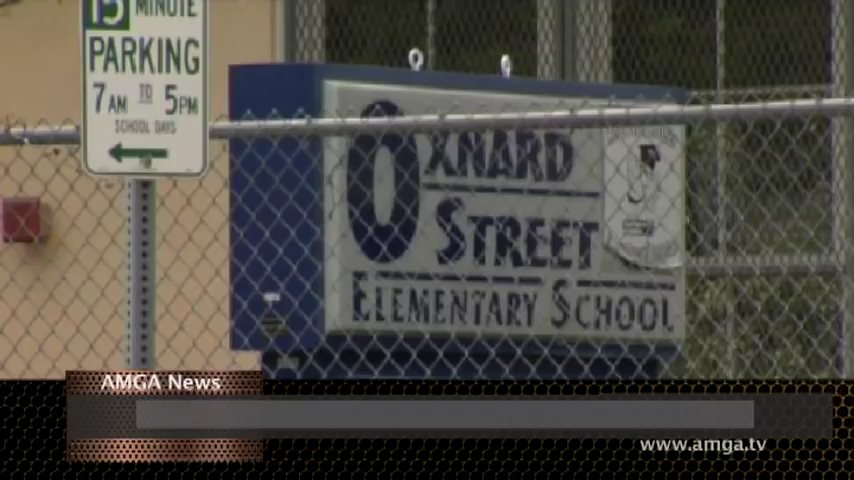 15 MINUTE
PARKING
7AM TO 5PM
SCHOOL DAYS
OXNARD
STREET
ELEMENTARY SCHOOL
AMGA News
www.amga.tv